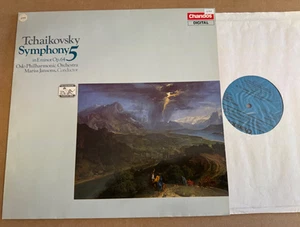 Chandos
DIGITAL
Tchaikovsky
Symphony 5
in E minor Op.64
Oslo Philharmonic Orchestra
Mariss Jansons, Conductor